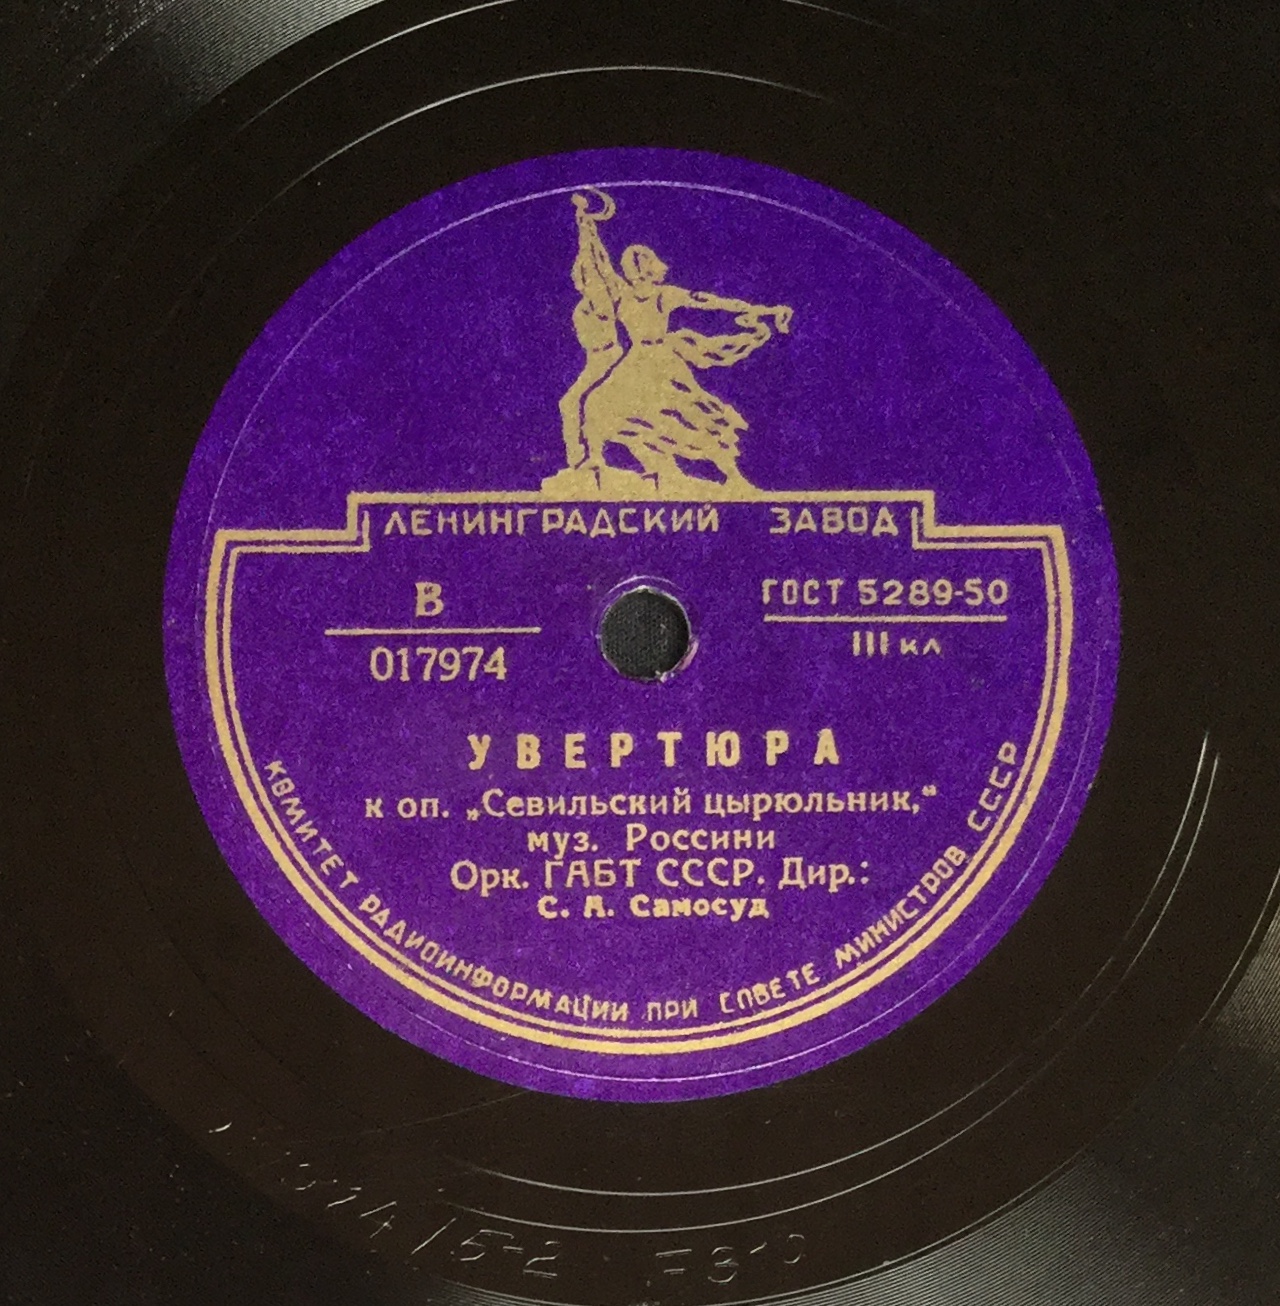 ЛЕНИНГРАДСКИЙ ЗАВОД
В
017974
ГОСТ 5289-50
III кл
УВЕРТЮРА
к оп. „Севильский цырюльник,“
муз. Россини
Орк. ГАБТ СССР. Дир.:
С. А. Самосуд
КОМИТЕТ РАДИОИНФОРМАЦИИ ПРИ СОВЕТЕ МИНИСТРОВ СССР